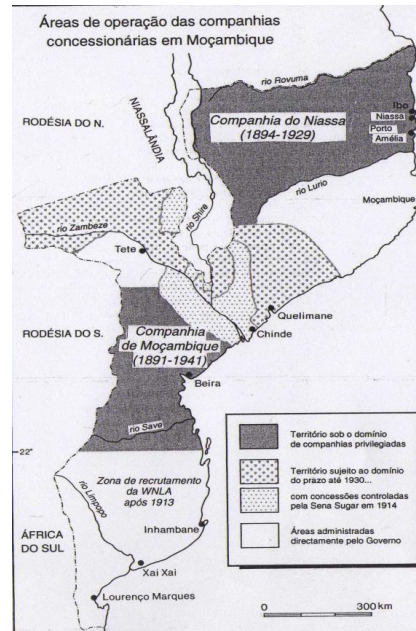 Áreas de operação das companhias
concessionárias em Moçambique
rio Rovuma
Ibo
Niassa
Porto
Amélia
Companhia do Niassa
(1894-1929)
RODÉSIA DO N.
NIASSALÂNDIA
rio Lurio
Moçambique
rio Shire
rio Zambeze
Tete
Quelimane
Chinde
RODÉSIA DO S.
Companhia
de Moçambique
(1891-1941)
Beira
rio Save
22°
Zona de recrutamento
da WNLA
após 1913
rio Limpopo
Inhambane
ÁFRICA
DO SUL
Xai Xai
Lourenço Marques
Território sob o domínio
de companhias privilegiadas
Território sujeito ao domínio
do prazo até 1930...
com concessões controladas
pela Sena Sugar em 1914
Áreas administradas
directamente pelo Governo
0 300 km